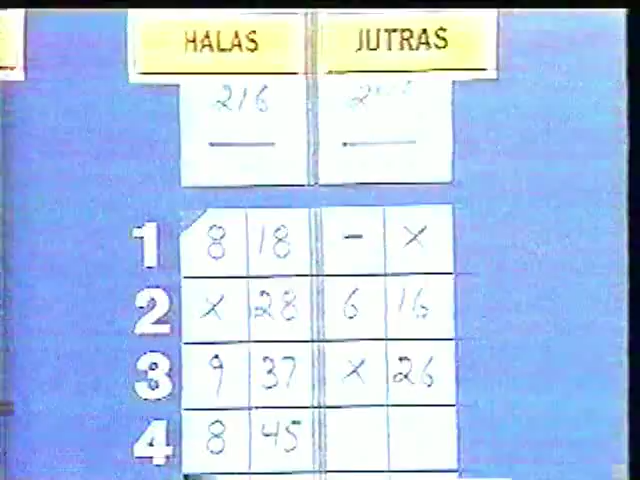 HALAS JUTRAS
216
1 8 18 - X
2 X 28 6 16
3 9 37 X 26
4 8 45